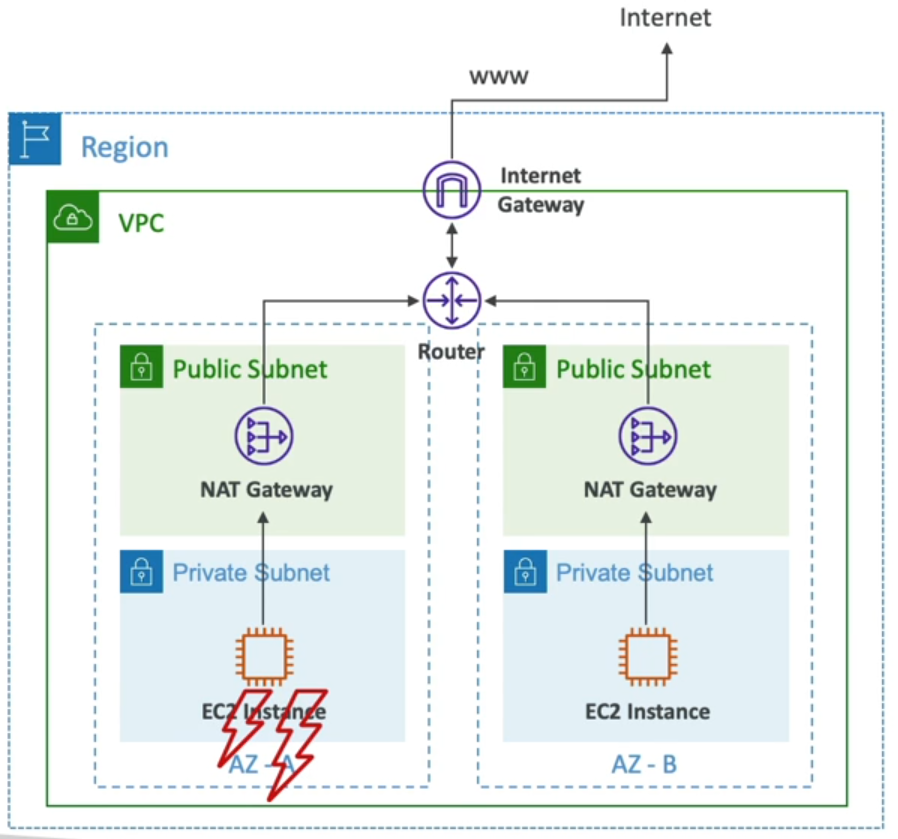 Internet
www
Region
Internet
Gateway
VPC
Router
Public Subnet
Public Subnet
NAT Gateway
NAT Gateway
Private Subnet
Private Subnet
EC2 Instance
EC2 Instance
AZ - A
AZ - B